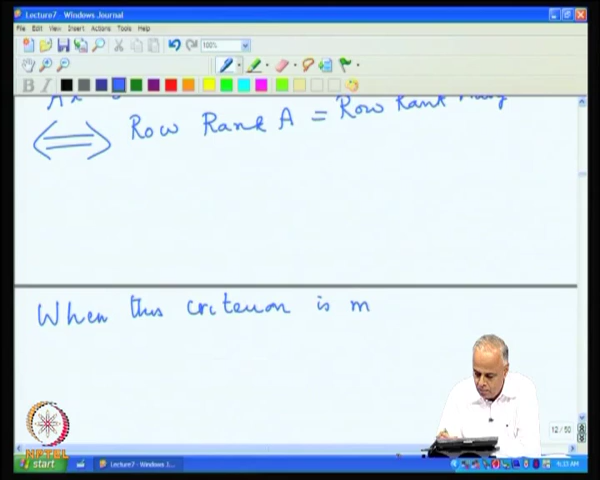 Lecture7 - Windows Journal
File Edit View Insert Actions Tools Help
100%
B I
Row Rank A = Row Rank
When this criterion is m
12 / 50
NPTEL
start
Lecture7 - Windows J...